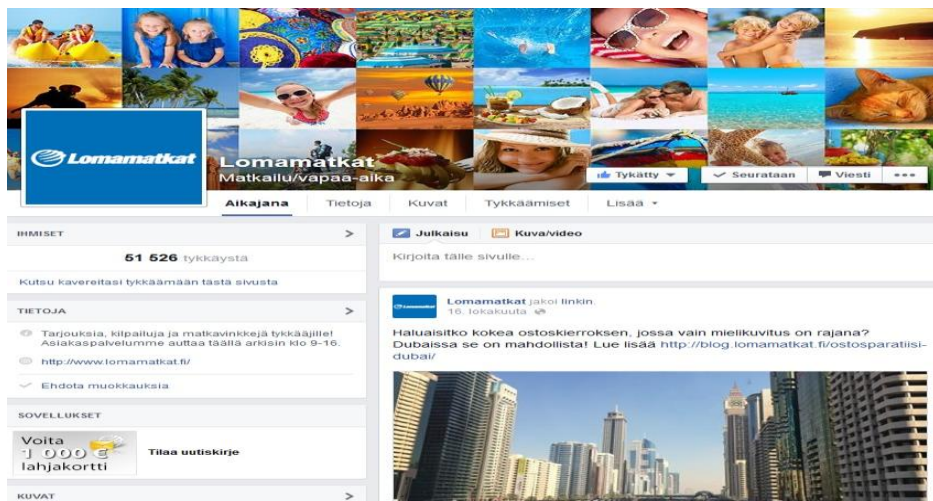 Lomamatkat
Lomamatkat
Matkailu/vapaa-aika
Tykätty
Seurataan
Viesti
Aikajana
Tietoja
Kuvat
Tykkäämiset
Lisää
IHMISET
51 526 tykkäystä
Kutsu kavereitasi tykkäämään tästä sivusta
TIETOJA
Tarjouksia, kilpailuja ja matkavinkkejä tykkääjille!
Asiakaspalvelumme auttaa täällä arkisin klo 9-16.
http://www.lomamatkat.fi/
Ehdota muokkauksia
SOVELLUKSET
Voita
1 000 €
lahjakortti
Tilaa uutiskirje
KUVAT
Julkaisu
Kuva/video
Kirjoita tälle sivulle...
Lomamatkat
Lomamatkat jakoi linkin.
16. lokakuuta
Haluaisitko kokea ostoskierroksen, jossa vain mielikuvitus on rajana?
Dubaissa se on mahdollista! Lue lisää http://blog.lomamatkat.fi/ostosparatiisi-
dubai/